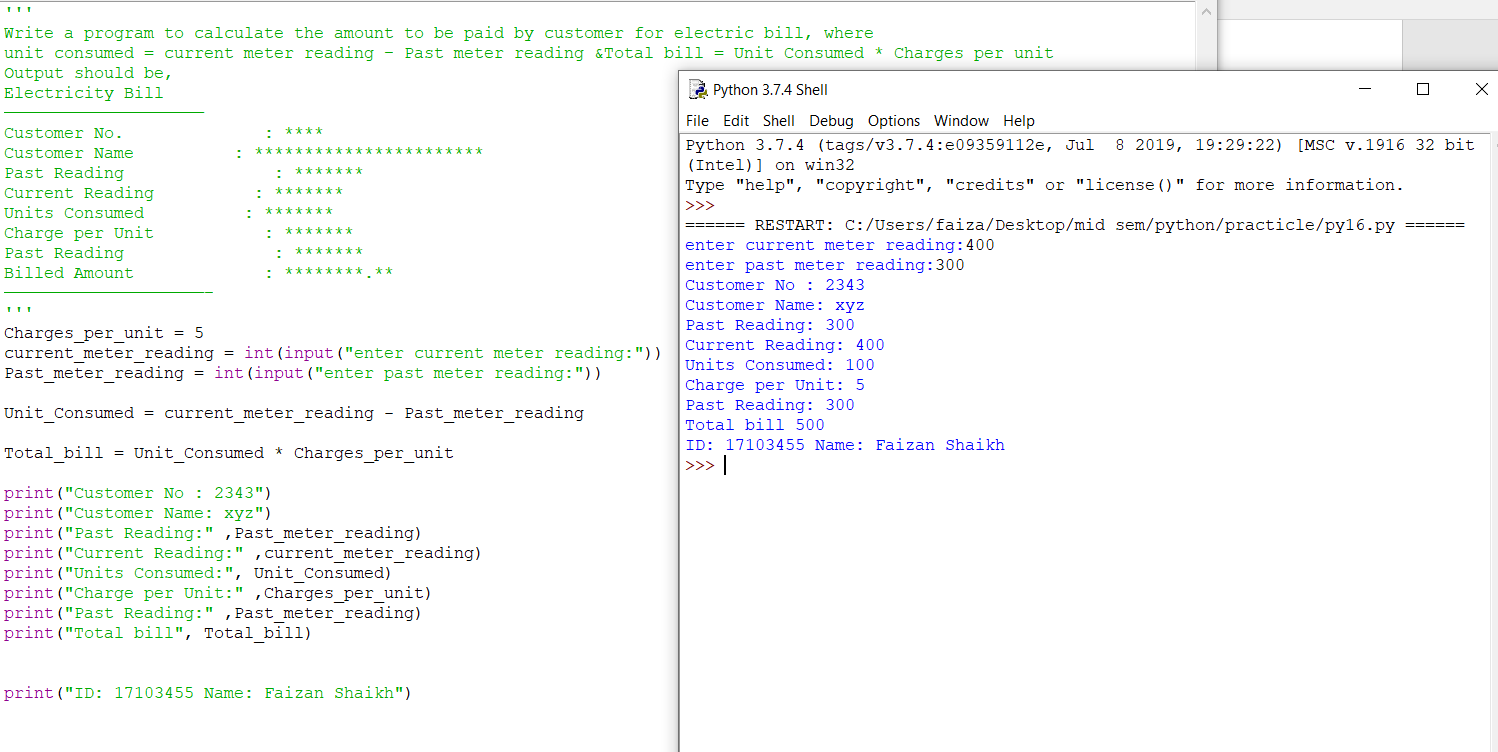 '''
Write a program to calculate the amount to be paid by customer for electric bill, where
unit consumed = current meter reading - Past meter reading &Total bill = Unit Consumed * Charges per unit
Output should be,
Electricity Bill
————————————————————
Customer No. : ****
Customer Name : ***********************
Past Reading : *******
Current Reading : *******
Units Consumed : *******
Charge per Unit : *******
Past Reading : *******
Billed Amount : ********.**
————————————————————-
'''
Charges_per_unit = 5
current_meter_reading = int(input("enter current meter reading:"))
Past_meter_reading = int(input("enter past meter reading:"))
Unit_Consumed = current_meter_reading - Past_meter_reading
Total_bill = Unit_Consumed * Charges_per_unit
print("Customer No : 2343")
print("Customer Name: xyz")
print("Past Reading:" ,Past_meter_reading)
print("Current Reading:" ,current_meter_reading)
print("Units Consumed:", Unit_Consumed)
print("Charge per Unit:" ,Charges_per_unit)
print("Past Reading:" ,Past_meter_reading)
print("Total bill", Total_bill)
print("ID: 17103455 Name: Faizan Shaikh")
Python 3.7.4 Shell
File Edit Shell Debug Options Window Help
Python 3.7.4 (tags/v3.7.4:e09359112e, Jul  8 2019, 19:29:22) [MSC v.1916 32 bit
(Intel)] on win32
Type "help", "copyright", "credits" or "license()" for more information.
>>>
====== RESTART: C:/Users/faiza/Desktop/mid sem/python/practicle/py16.py ======
enter current meter reading:400
enter past meter reading:300
Customer No : 2343
Customer Name: xyz
Past Reading: 300
Current Reading: 400
Units Consumed: 100
Charge per Unit: 5
Past Reading: 300
Total bill 500
ID: 17103455 Name: Faizan Shaikh
>>>